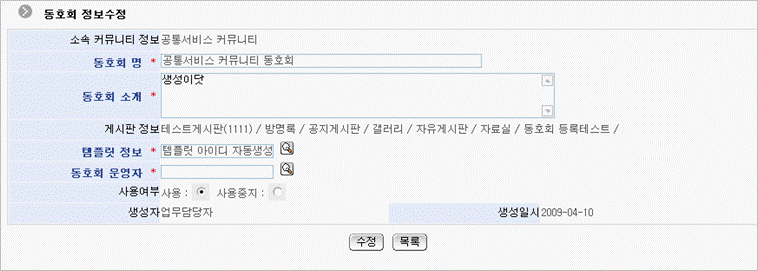 동호회 정보수정
소속 커뮤니티 정보 공통서비스 커뮤니티
동호회 명 * 공통서비스 커뮤니티 동호회
동호회 소개 * 생성이닷
게시판 정보 테스트게시판(1111) / 방명록 / 공지게시판 / 갤러리 / 자유게시판 / 자료실 / 동호회 등록테스트 /
템플릿 정보 * 템플릿 아이디 자동생성
동호회 운영자 *
사용여부 사용 : 사용중지 :
생성자 업무담당자 생성일시 2009-04-10
수정 목록